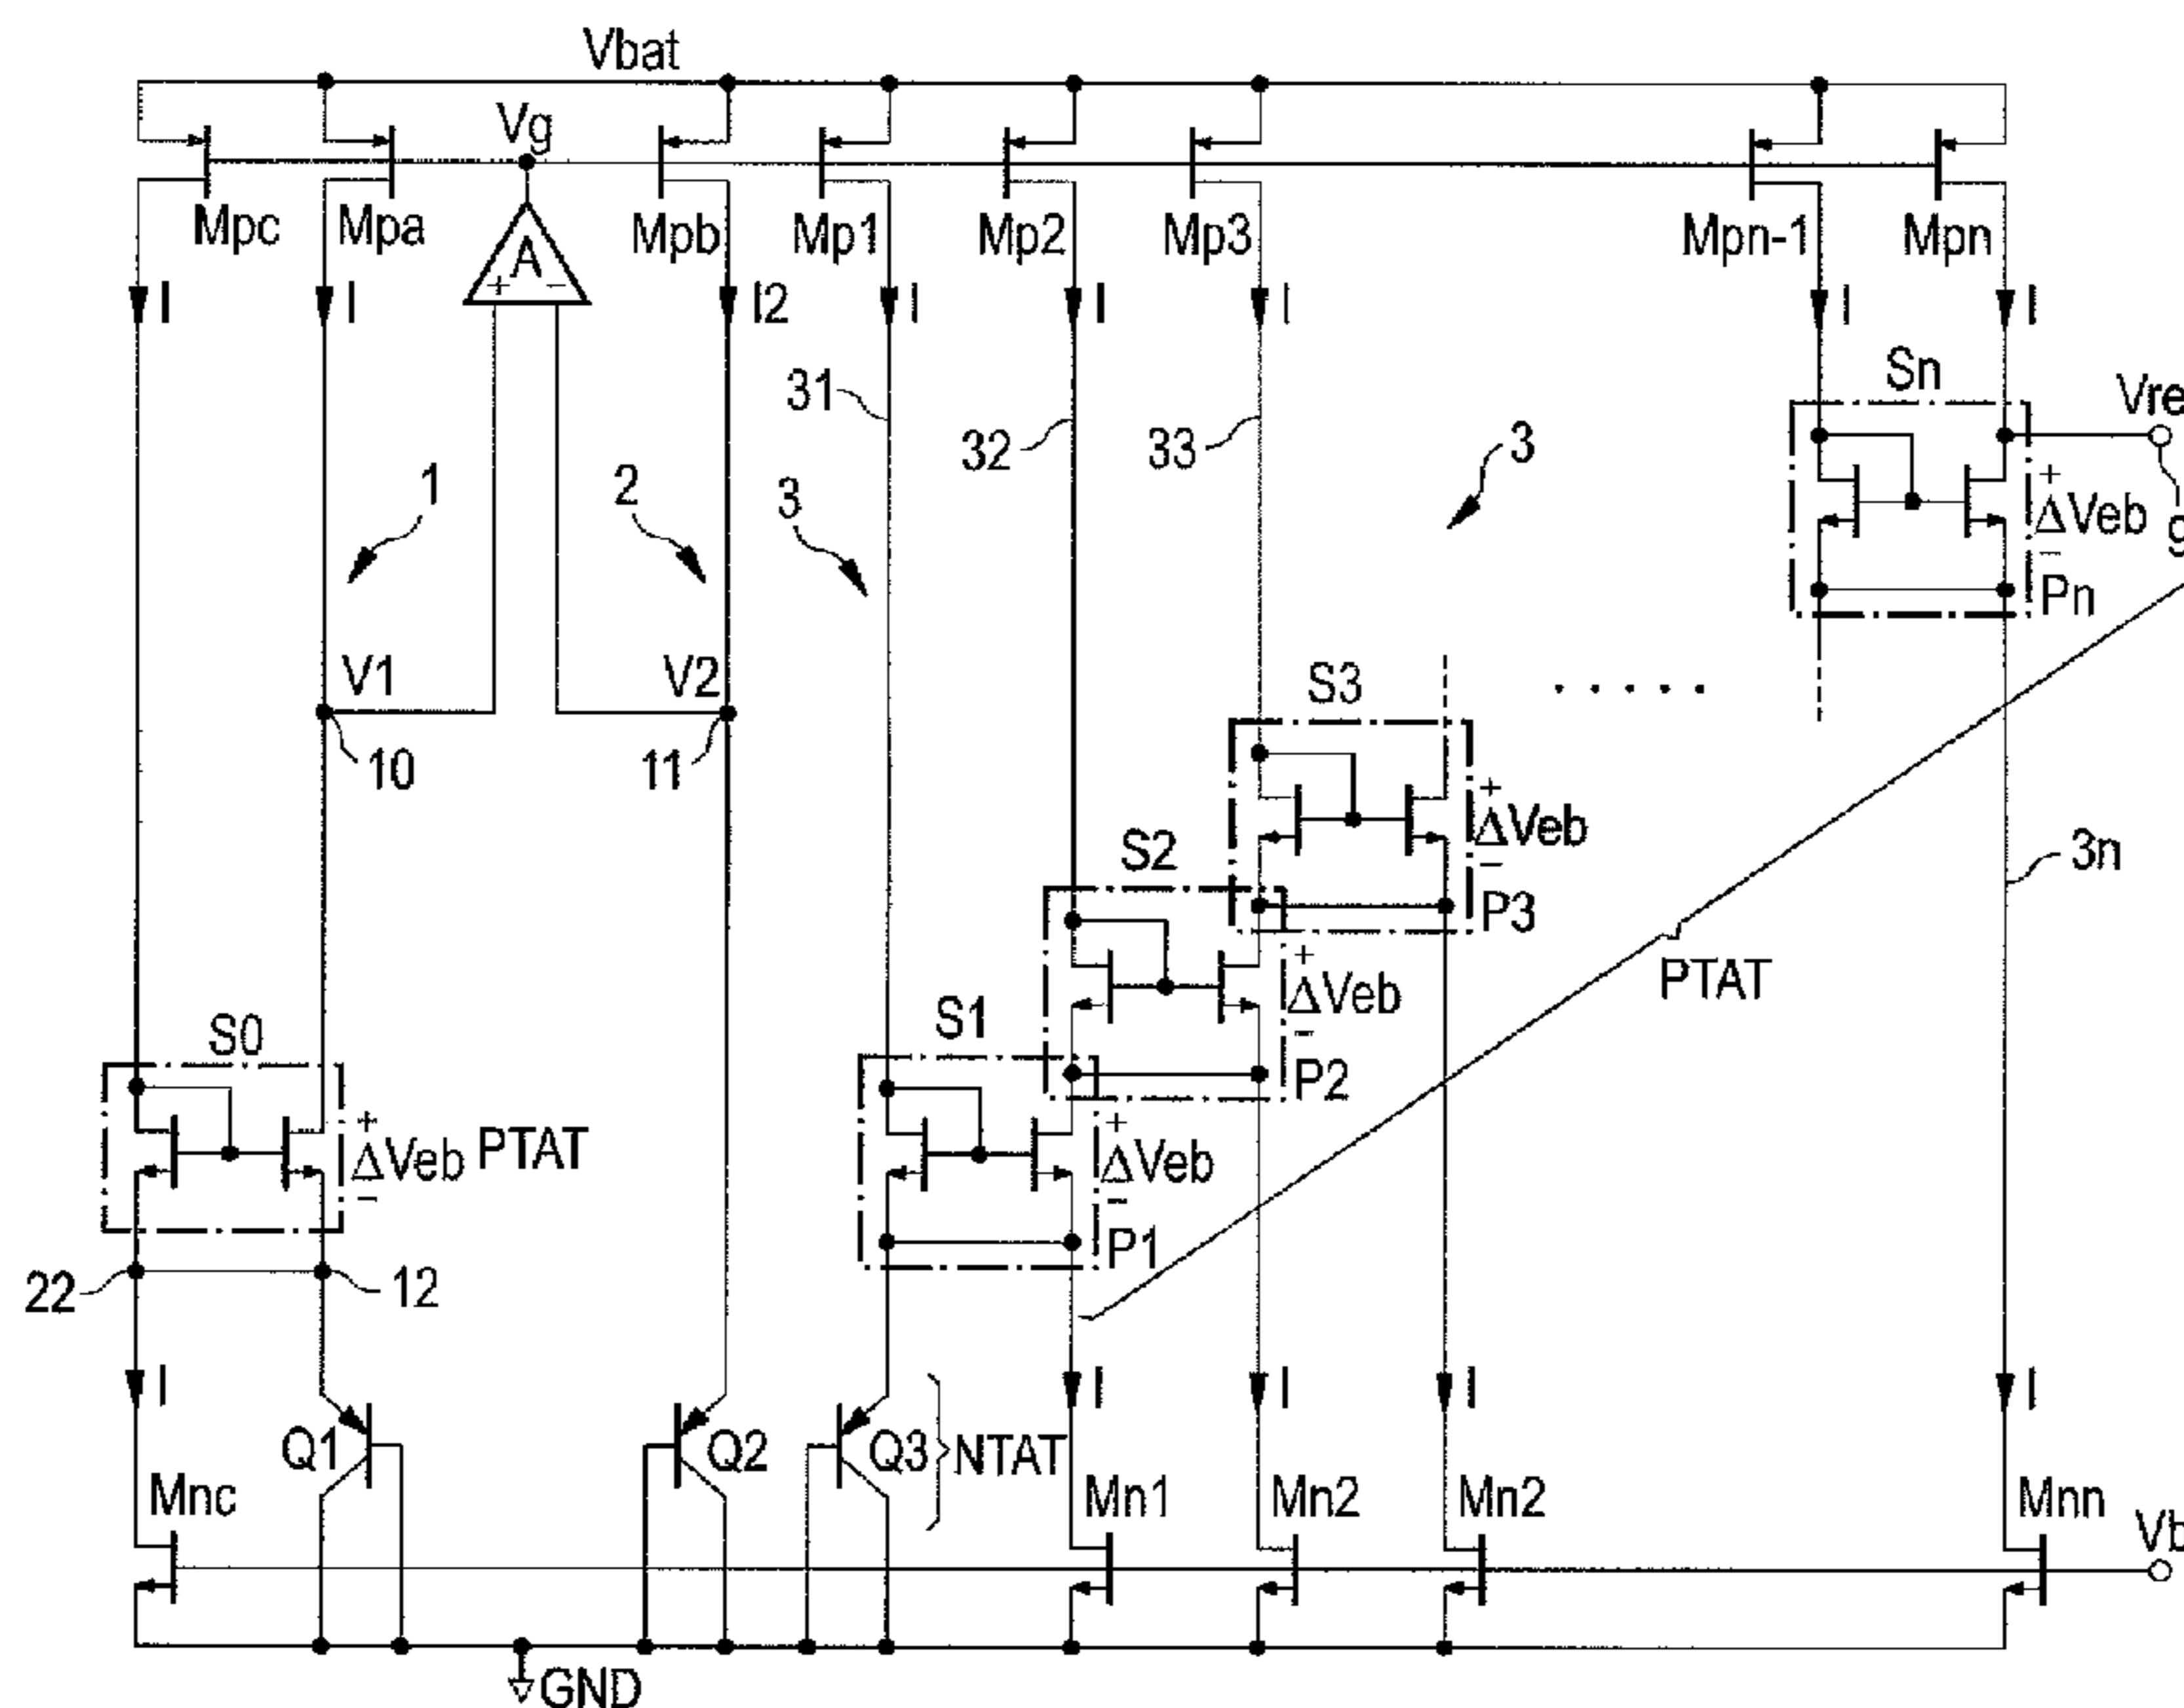 Vbat
Vg
Mpc
Mpa
A
+
−
Mpb
Mp1
Mp2
Mp3
Mpn-1
Mpn
I
I
I2
I
I
I
I
I
31
32
33
3
Sn
+
ΔVeb
−
Pn
1
2
3
V1
V2
10
11
S3
. . . . .
+
ΔVeb
−
P3
3n
S2
+
ΔVeb
−
P2
PTAT
S0
+
ΔVeb PTAT
−
S1
+
ΔVeb
−
P1
22
12
I
I
I
I
I
Q1
Q2
Q3
NTAT
Mnc
Mn1
Mn2
Mn2
Mnn
GND